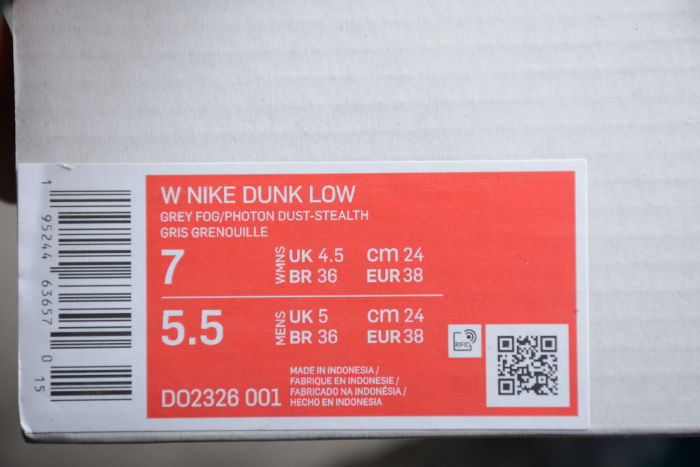 W NIKE DUNK LOW
GREY FOG/PHOTON DUST-STEALTH
GRIS GRENOUILLE
7 WMNS UK 4.5 cm 24
BR 36 EUR 38
5.5 MENS UK 5 cm 24
BR 36 EUR 38
RFID
MADE IN INDONESIA /
FABRIQUE EN INDONESIE /
FABRICADO NA INDONÉSIA /
HECHO EN INDONESIA
DO2326 001
1 95244 63657 0 15